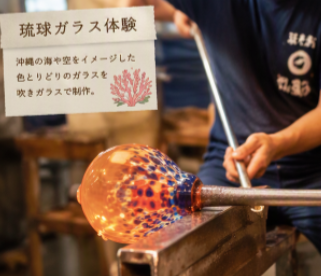 琉球ガラス体験
沖縄の海や空をイメージした
色とりどりのガラスを
吹きガラスで制作。